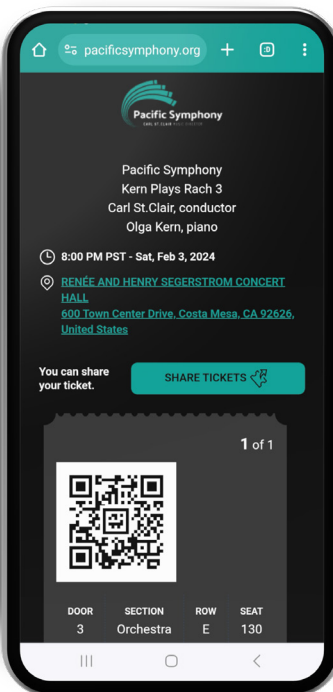 pacificsymphony.org
:D
Pacific Symphony
Pacific Symphony
Kern Plays Rach 3
Carl St.Clair, conductor
Olga Kern, piano
8:00 PM PST - Sat, Feb 3, 2024
RENÉE AND HENRY SEGERSTROM CONCERT
HALL
600 Town Center Drive, Costa Mesa, CA 92626,
United States
You can share
your ticket.
SHARE TICKETS
1 of 1
DOOR SECTION ROW SEAT
3 Orchestra E 130